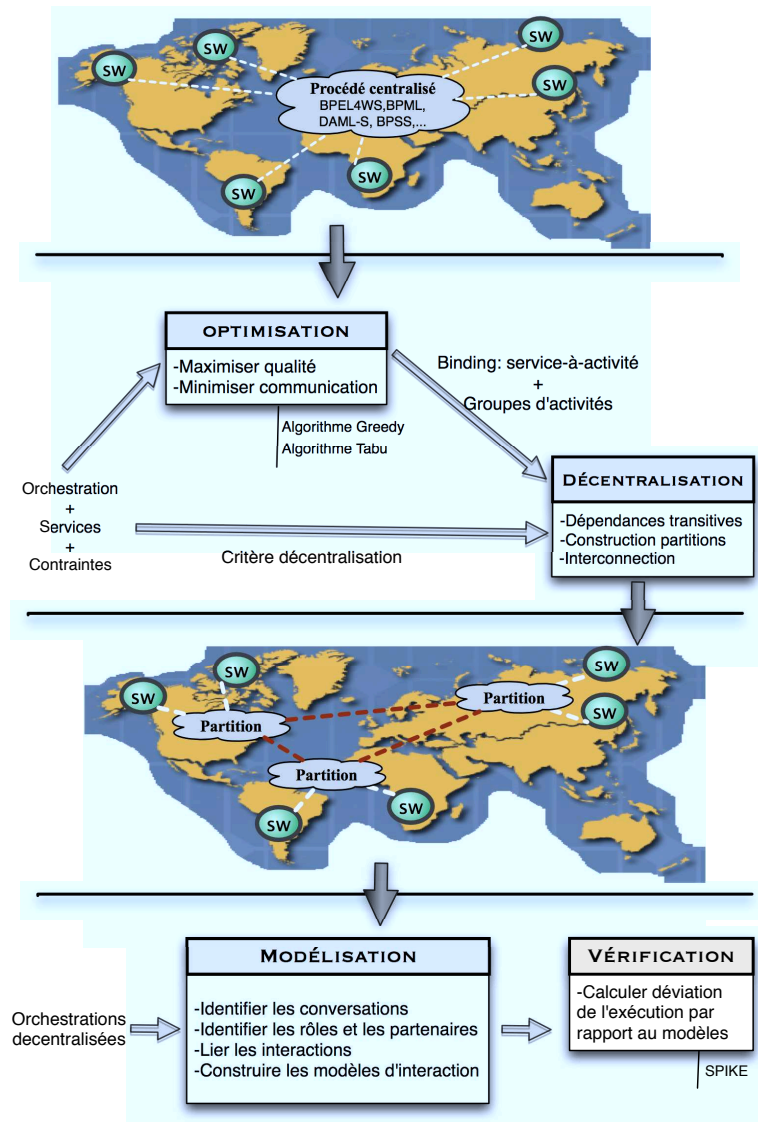 SW
SW
SW
SW
Procédé centralisé
BPEL4WS,BPML,
DAML-S, BPSS,...
SW
SW
OPTIMISATION
-Maximiser qualité
-Minimiser communication
Algorithme Greedy
Algorithme Tabu
Binding: service-à-activité
+
Groupes d'activités
Orchestration
+
Services
+
Contraintes
Critère décentralisation
DÉCENTRALISATION
-Dépendances transitives
-Construction partitions
-Interconnection
SW
SW
SW
SW
Partition
Partition
Partition
SW
SW
Orchestrations
decentralisées
MODÉLISATION
-Identifier les conversations
-Identifier les rôles et les partenaires
-Lier les interactions
-Construire les modèles d'interaction
VÉRIFICATION
-Calculer déviation
de l'exécution par
rapport au modèles
SPIKE